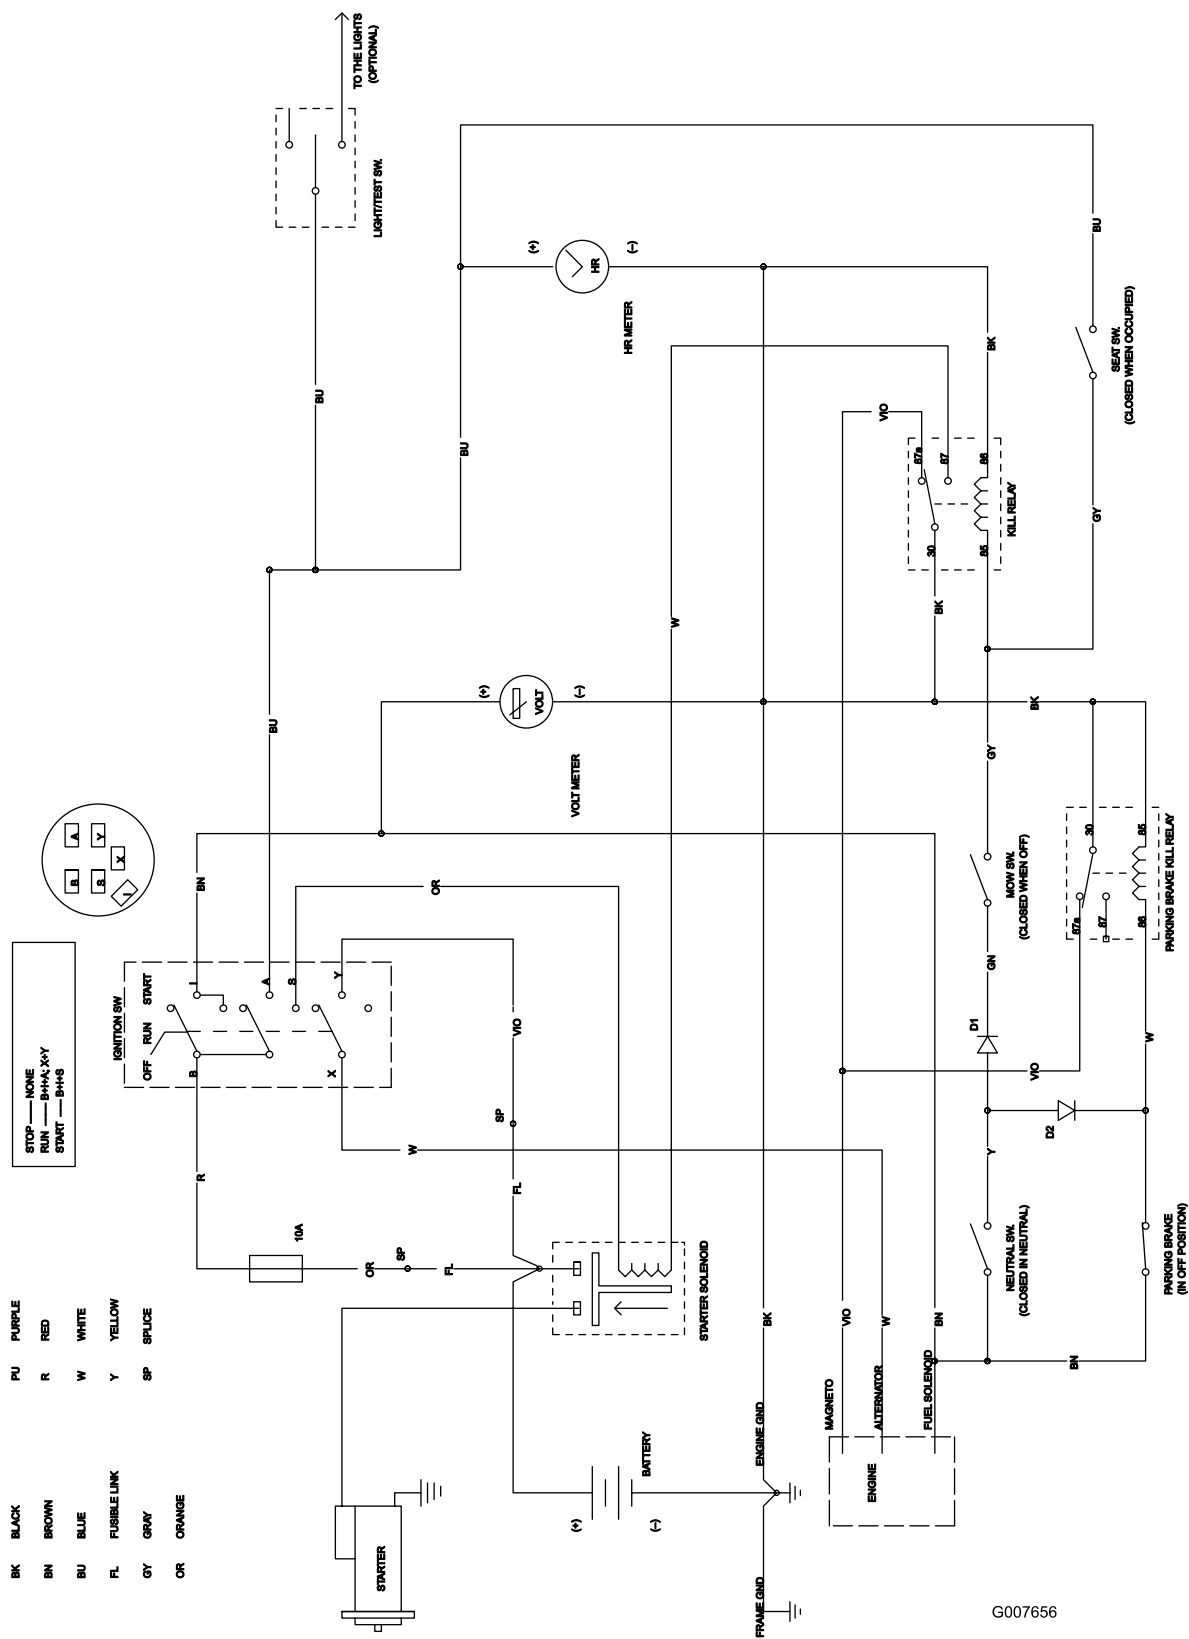 TO THE LIGHTS
(OPTIONAL)
LIGHT/TEST SW.
BU
BU
(+)
HR
(–)
HR METER
BK
BU
SEAT SW.
(CLOSED WHEN OCCUPIED)
GY
VIO
87a
87
86
30
85
KILL RELAY
BK
W
BU
(+)
VOLT
(–)
VOLT METER
BK
GY
A
Y
X
B
S
I
BN
OR
MOW SW.
(CLOSED WHEN OFF)
GN
D1
30
85
87a
87
86
PARKING BRAKE KILL RELAY
STOP —— NONE
RUN —— B+I+A; X+Y
START —— B+I+S
IGNITION SW
OFF
RUN
START
I
A
S
Y
B
X
VIO
VIO
W
SP
W
D2
R
FL
Y
10A
OR
SP
FL
STARTER SOLENOID
NEUTRAL SW.
(CLOSED IN NEUTRAL)
PARKING BRAKE
(IN OFF POSITION)
BK
VIO
W
BN
BN
PU PURPLE
R RED
W WHITE
Y YELLOW
SP SPLICE
BK BLACK
BN BROWN
BU BLUE
FL FUSIBLE LINK
GY GRAY
OR ORANGE
STARTER
(+)
(–)
BATTERY
ENGINE GND
FRAME GND
MAGNETO
ALTERNATOR
FUEL SOLENOID
ENGINE
G007656